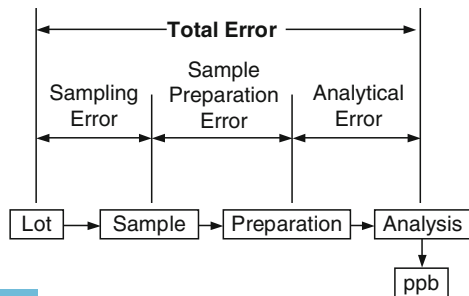 Total Error
Sampling
Error
Sample
Preparation
Error
Analytical
Error
Lot
Sample
Preparation
Analysis
ppb